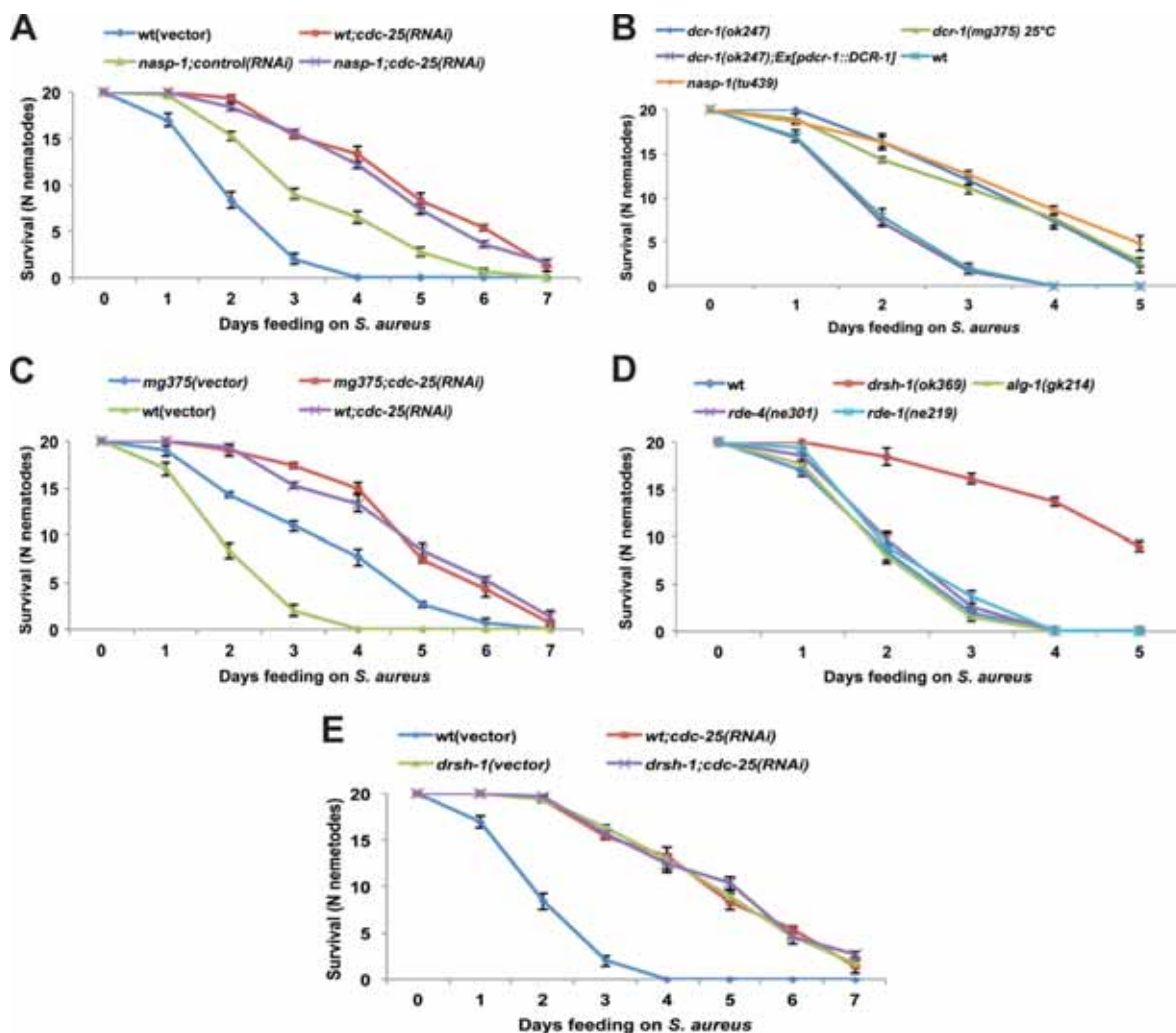 A
wt(vector)
wt;cdc-25(RNAi)
nasp-1;control(RNAi)
nasp-1;cdc-25(RNAi)
Survival (N nematodes)
20
15
10
5
0
0 1 2 3 4 5 6 7
Days feeding on S. aureus
B
dcr-1(ok247)
dcr-1(mg375) 25°C
dcr-1(ok247);Ex[pdcr-1::DCR-1]
wt
nasp-1(tu439)
Survival (N nematodes)
20
15
10
5
0
0 1 2 3 4 5
Days feeding on S. aureus
C
mg375(vector)
mg375;cdc-25(RNAi)
wt(vector)
wt;cdc-25(RNAi)
Survival (N nematodes)
20
15
10
5
0
0 1 2 3 4 5 6 7
Days feeding on S. aureus
D
wt
drsh-1(ok369)
alg-1(gk214)
rde-4(ne301)
rde-1(ne219)
Survival (N nematodes)
20
15
10
5
0
0 1 2 3 4 5
Days feeding on S. aureus
E
wt(vector)
wt;cdc-25(RNAi)
drsh-1(vector)
drsh-1;cdc-25(RNAi)
Survival (N nemetodes)
20
15
10
5
0
0 1 2 3 4 5 6 7
Days feeding on S. aureus